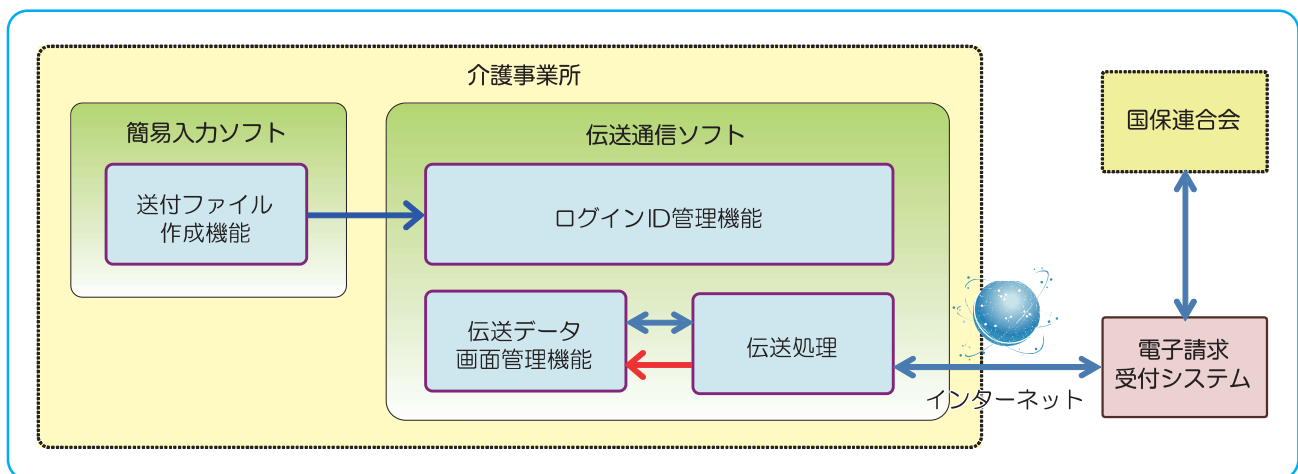 介護事業所
簡易入力ソフト
送付ファイル
作成機能
伝送通信ソフト
ログインID管理機能
伝送データ
画面管理機能
伝送処理
インターネット
国保連合会
電子請求
受付システム